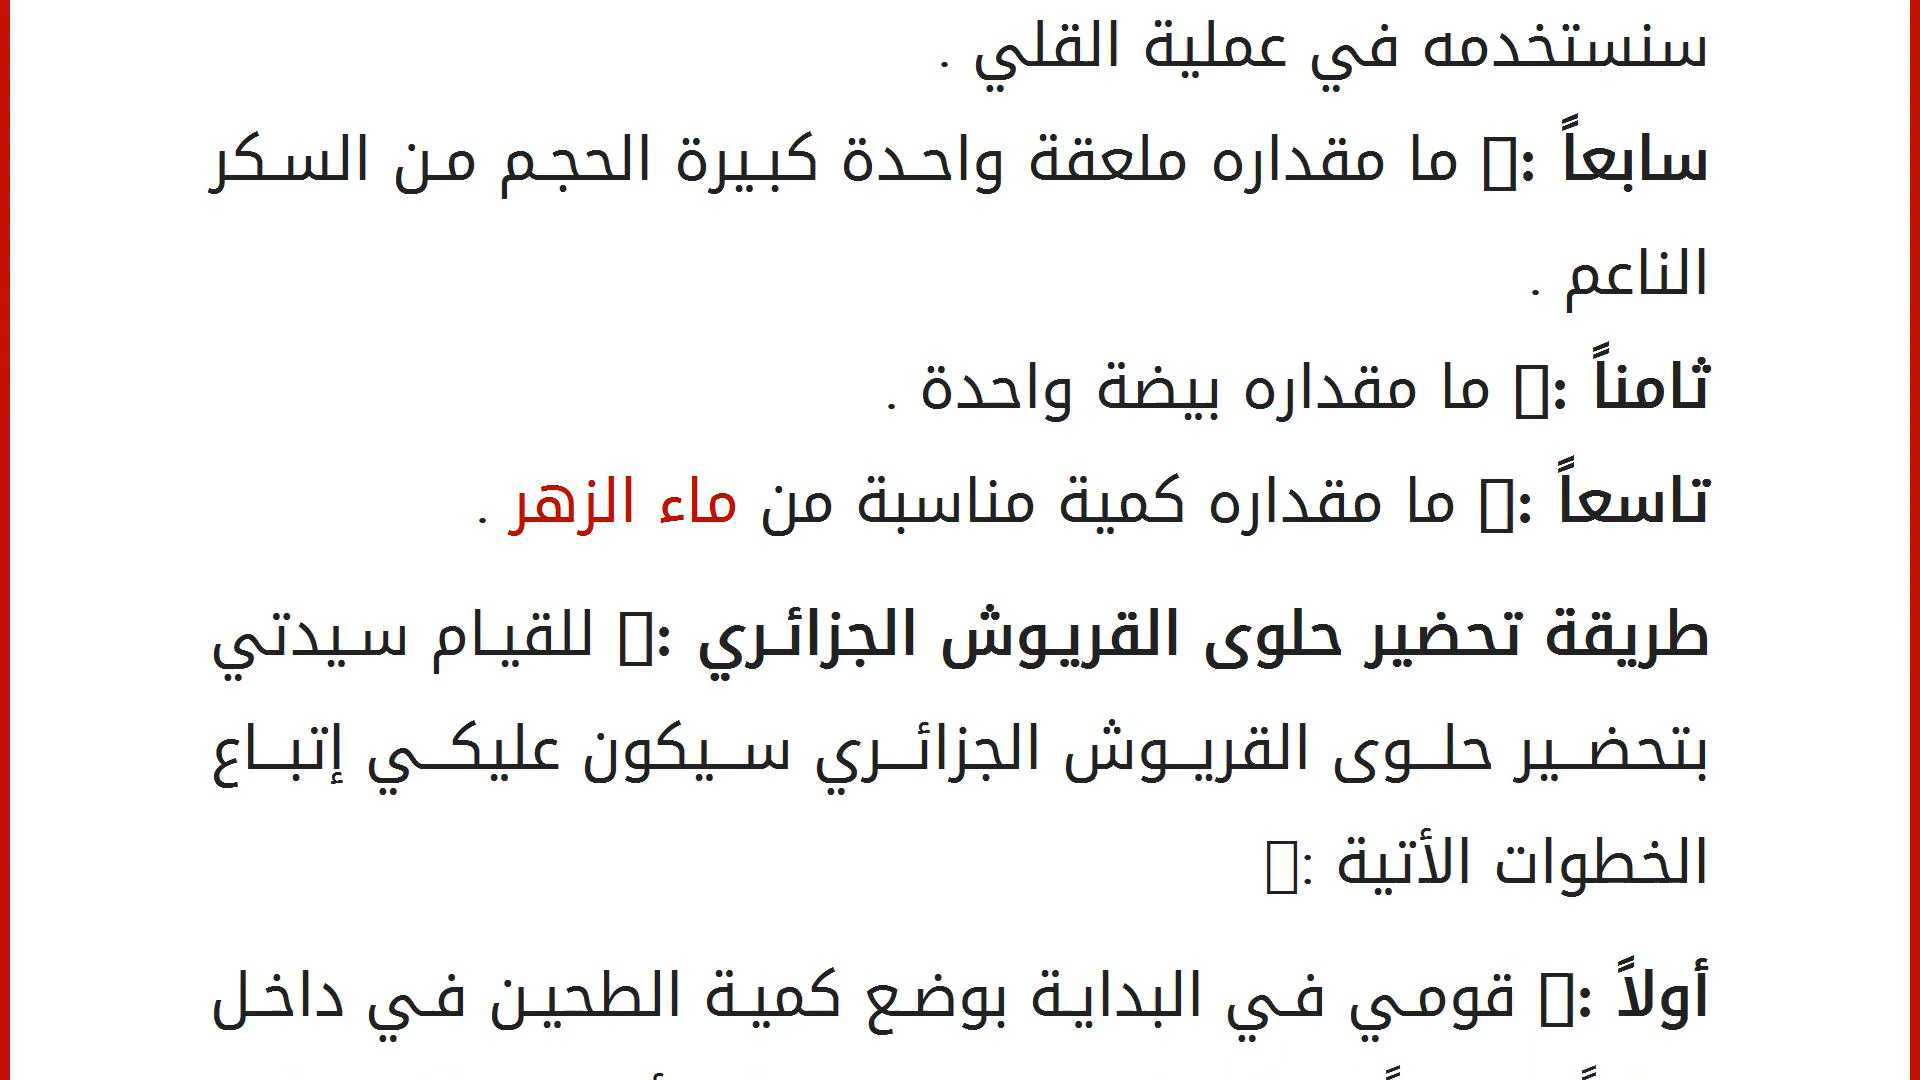 سنستخدمه في عملية القلي .
سابعاً : ما مقداره ملعقة واحدة كبيرة الحجم من السكر
الناعم .
ثامناً : ما مقداره بيضة واحدة .
تاسعاً : ما مقداره كمية مناسبة من ماء الزهر .
طريقة تحضير حلوى القريوش الجزائري : للقيام سيدتي
بتحضير حلوى القريوش الجزائري سيكون عليكي إتباع
الخطوات الأتية :
أولاً : قومي في البداية بوضع كمية الطحين في داخل